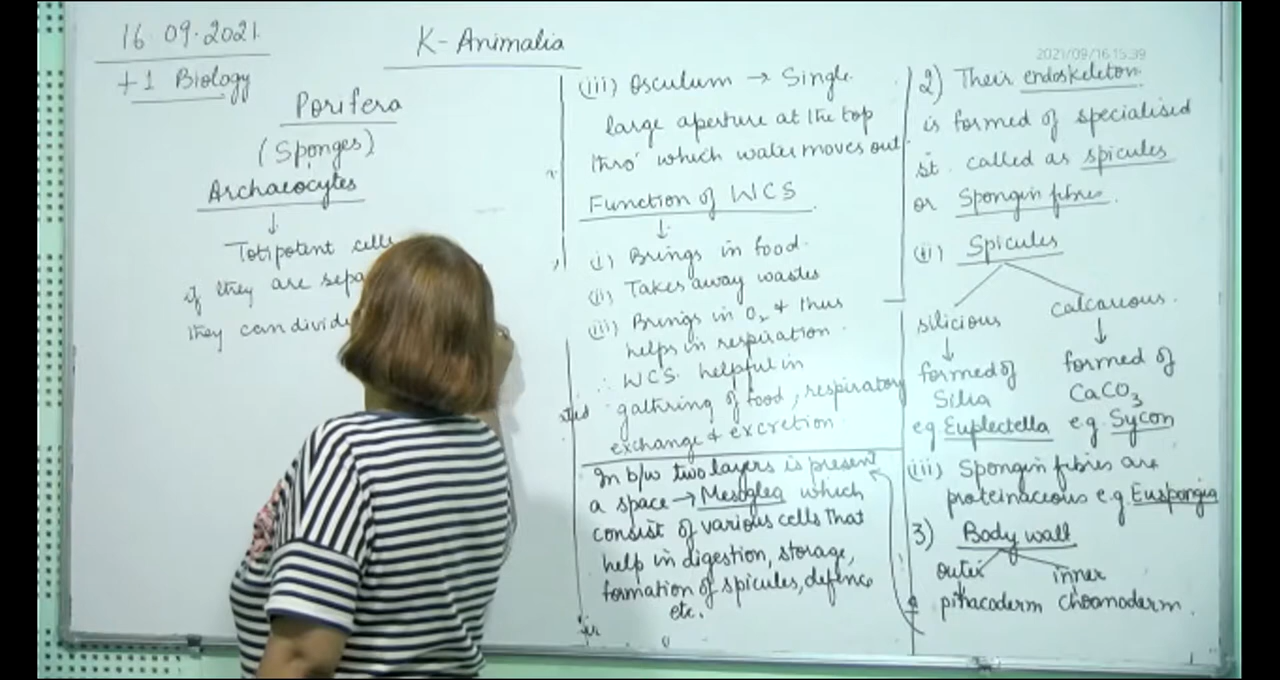 16 09.2021
+1 Biology
K- Animalia
Porifera
(Sponges)
Archaeocytes
↓
Totipotent cells
if they are sepa
they can divide
(iii) Osculum → Single
large aperture at the top
thro' which water moves out
Function of WCS
↓
(i) Brings in food.
(ii) Takes away wastes
(iii) Brings in O2 & thus
helps in respiration.
∴ WCS. helpful in
gathring of food, respiratory
exchange & excretion
In b/w two layers is present
a space → Mesoglea which
consist of various cells that
help in digestion, storage,
formation of spicules, defence
etc.
2021/09/16 15:39
2) Their endoskeleton
is formed of specialised
st. called as spicules
or Spongin fibres.
(ii) Spicules
silicious calcareous.
↓ ↓
formed of formed of
Silia CaCO3
eg Euplectella eg. Sycon
(iii) Spongin fibres are
proteinaceous e.g. Euspongia
3) Body wall
outer inner
pinacoderm choanoderm.